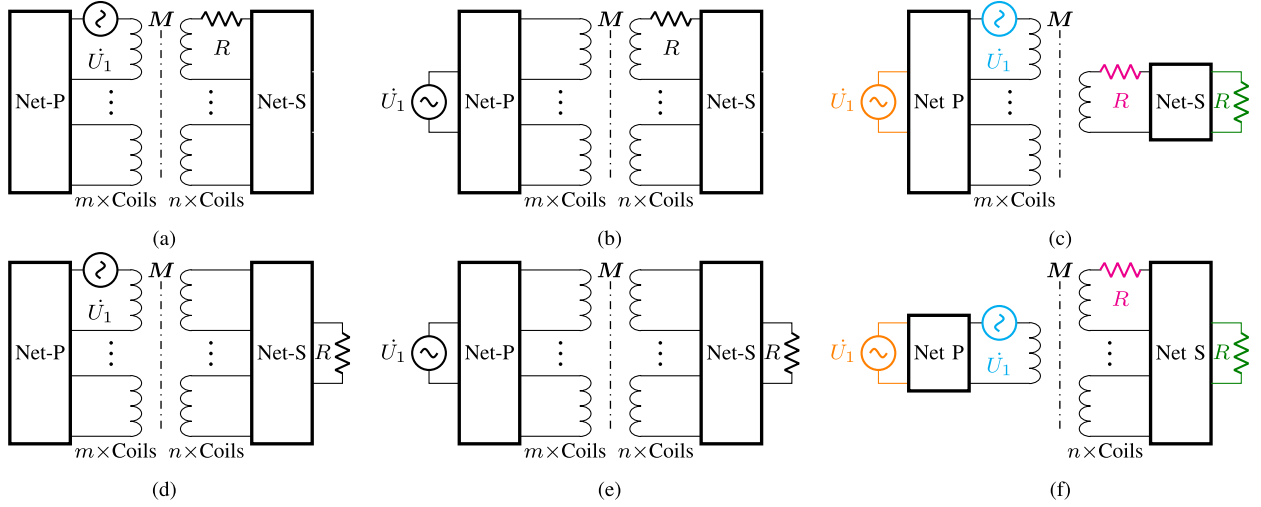 M
U̇₁
R
Net-P
Net-S
m×Coils n×Coils
(a)
M
R
U̇₁
Net-P
Net-S
m×Coils n×Coils
(b)
M
U̇₁
R
U̇₁
Net P
Net-S
R
m×Coils
(c)
M
U̇₁
Net-P
Net-S
R
m×Coils n×Coils
(d)
M
U̇₁
Net-P
Net-S
R
m×Coils n×Coils
(e)
M
R
U̇₁
Net P
U̇₁
Net S
R
n×Coils
(f)